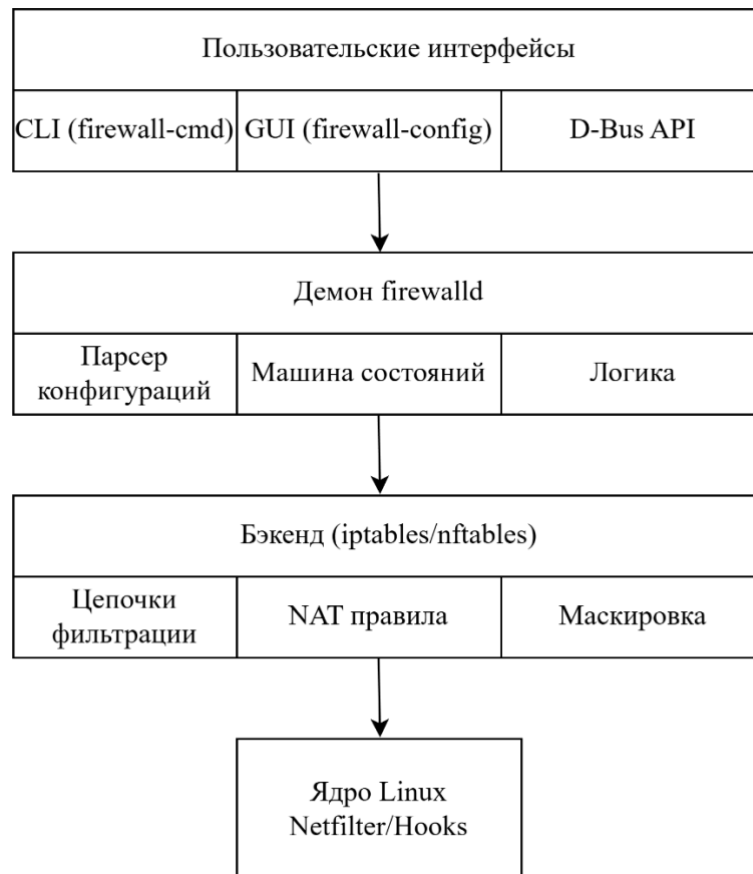 Пользовательские интерфейсы
CLI (firewall-cmd)
GUI (firewall-config)
D-Bus API
Демон firewalld
Парсер
конфигураций
Машина состояний
Логика
Бэкенд (iptables/nftables)
Цепочки
фильтрации
NAT правила
Маскировка
Ядро Linux
Netfilter/Hooks